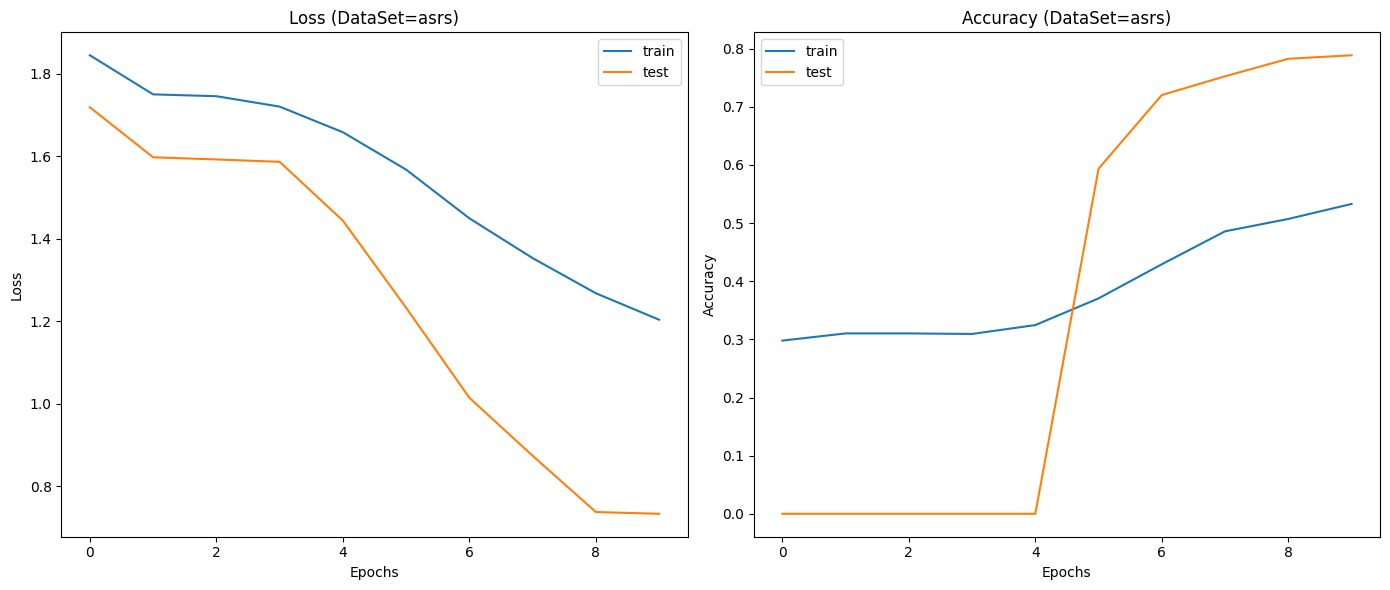 Loss (DataSet=asrs)
train
test
1.8
1.6
1.4
1.2
1.0
0.8
Loss
0 2 4 6 8
Epochs
Accuracy (DataSet=asrs)
train
test
0.8
0.7
0.6
0.5
0.4
0.3
0.2
0.1
0.0
Accuracy
0 2 4 6 8
Epochs